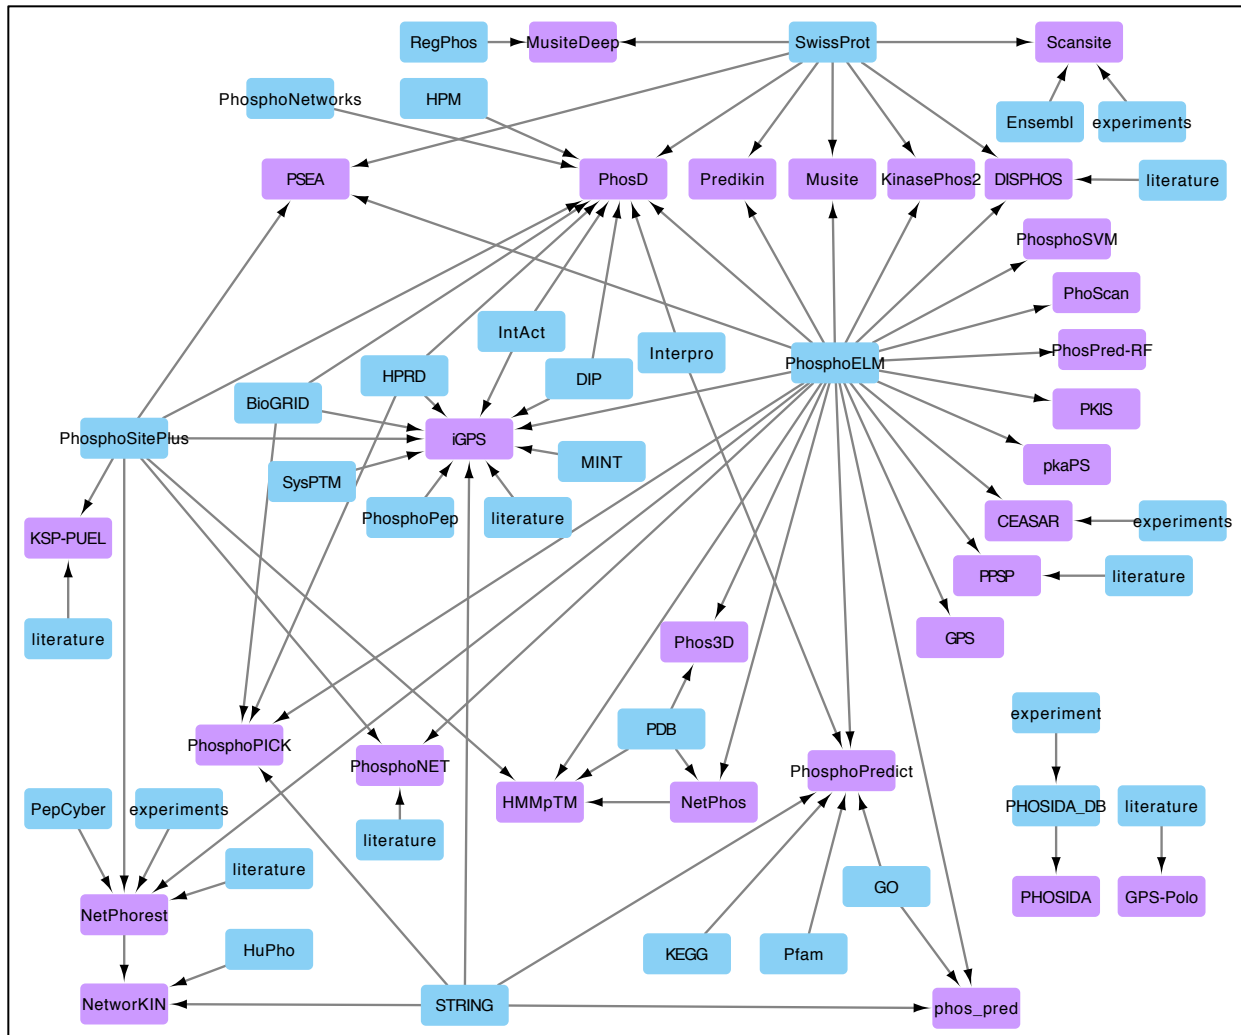 RegPhos
MusiteDeep
SwissProt
Scansite
PhosphoNetworks
HPM
Ensembl
experiments
PSEA
PhosD
Predikin
Musite
KinasePhos2
DISPHOS
literature
PhosphoSVM
PhoScan
IntAct
Interpro
PhosphoELM
PhosPred-RF
HPRD
DIP
BioGRID
PKIS
PhosphoSitePlus
iGPS
MINT
pkaPS
SysPTM
PhosphoPep
literature
CEASAR
experiments
KSP-PUEL
PPSP
literature
literature
Phos3D
GPS
experiment
PhosphoPICK
PDB
PhosphoNET
PhosphoPredict
HMMpTM
NetPhos
PepCyber
experiments
PHOSIDA_DB
literature
literature
literature
GO
NetPhorest
PHOSIDA
GPS-Polo
HuPho
KEGG
Pfam
NetworKIN
STRING
phos_pred